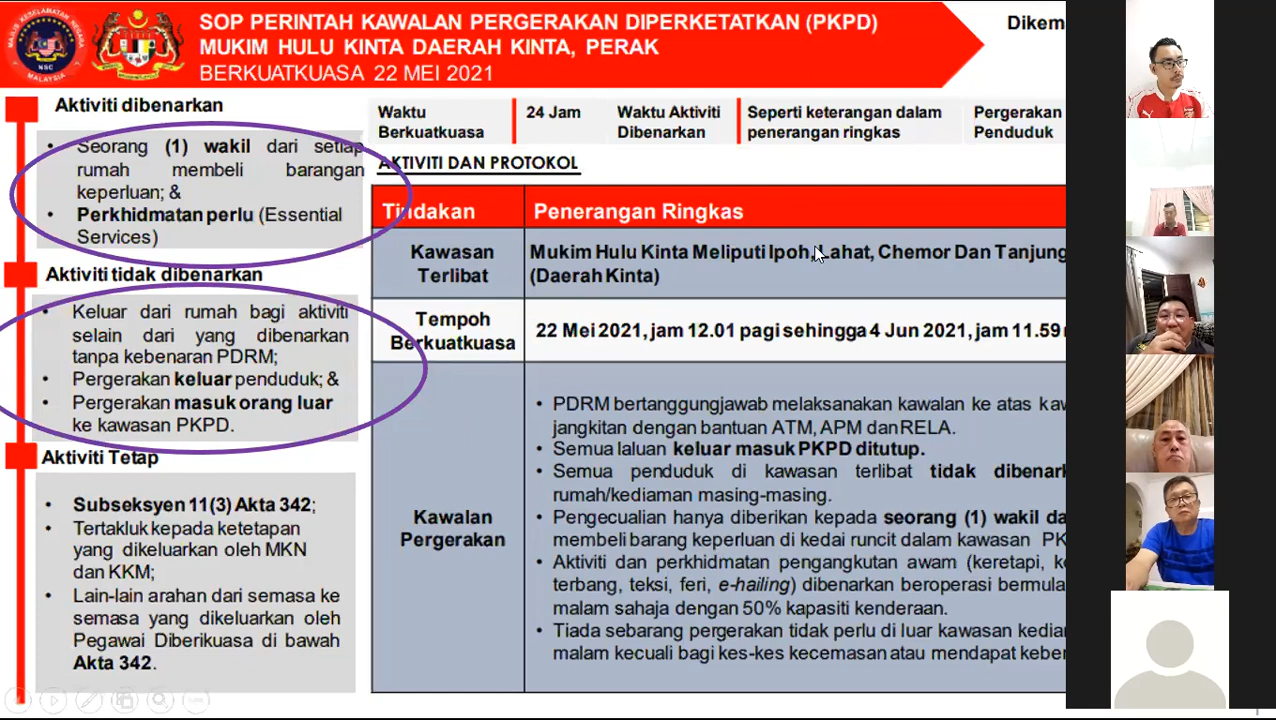 SOP PERINTAH KAWALAN PERGERAKAN DIPERKETATKAN (PKPD)
MUKIM HULU KINTA DAERAH KINTA, PERAK
BERKUATKUASA 22 MEI 2021
Dikem
MAJLIS KESELAMATAN NEGARA
NSC
MALAYSIA
Aktiviti dibenarkan
• Seorang (1) wakil dari setiap
rumah membeli barangan
keperluan; &
• Perkhidmatan perlu (Essential
Services)
Aktiviti tidak dibenarkan
• Keluar dari rumah bagi aktiviti
selain dari yang dibenarkan
tanpa kebenaran PDRM;
• Pergerakan keluar penduduk; &
• Pergerakan masuk orang luar
ke kawasan PKPD.
Aktiviti Tetap
• Subseksyen 11(3) Akta 342;
• Tertakluk kepada ketetapan
yang dikeluarkan oleh MKN
dan KKM;
• Lain-lain arahan dari semasa ke
semasa yang dikeluarkan oleh
Pegawai Diberikuasa di bawah
Akta 342.
Waktu
Berkuatkuasa
24 Jam
Waktu Aktiviti
Dibenarkan
Seperti keterangan dalam
penerangan ringkas
Pergerakan
Penduduk
AKTIVITI DAN PROTOKOL
Tindakan
Penerangan Ringkas
Kawasan
Terlibat
Mukim Hulu Kinta Meliputi Ipoh, Lahat, Chemor Dan Tanjung
(Daerah Kinta)
Tempoh
Berkuatkuasa
22 Mei 2021, jam 12.01 pagi sehingga 4 Jun 2021, jam 11.59
Kawalan
Pergerakan
• PDRM bertanggungjawab melaksanakan kawalan ke atas
jangkitan dengan bantuan ATM, APM dan RELA.
• Semua laluan keluar masuk PKPD ditutup.
• Semua penduduk di kawasan terlibat tidak dibenark
rumah/kediaman masing-masing.
• Pengecualian hanya diberikan kepada seorang (1) wakil da
membeli barang keperluan di kedai runcit dalam kawasan PK
• Aktiviti dan perkhidmatan pengangkutan awam (keretapi,
terbang, teksi, feri, e-hailing) dibenarkan beroperasi bermula
malam sahaja dengan 50% kapasiti kenderaan.
• Tiada sebarang pergerakan tidak perlu di luar kawasan kedian
malam kecuali bagi kes-kes kecemasan atau mendapat keber